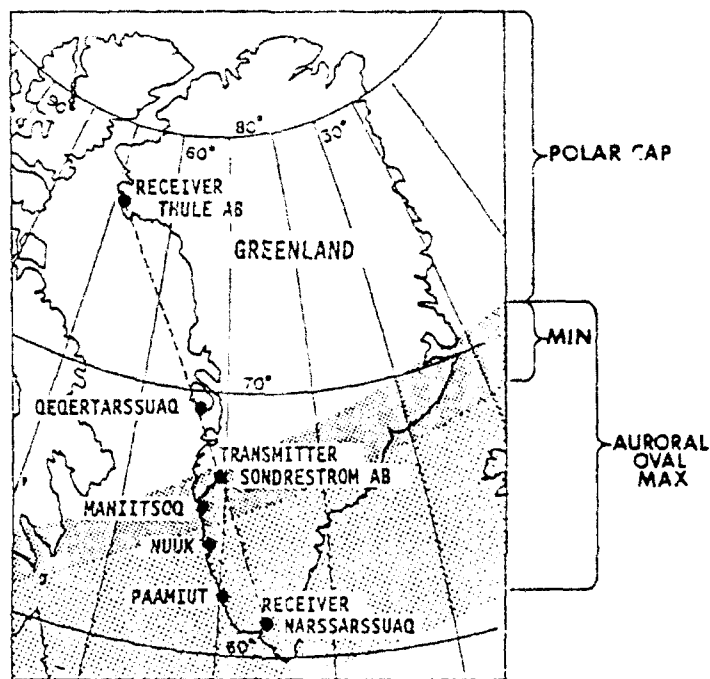 80°
60°
30°
POLAR CAP
RECEIVER
THULE AB
GREENLAND
MIN
70°
QEQERTARSSUAQ
TRANSMITTER
SONDRESTROM AB
AURORAL
OVAL
MAX
MANIITSOQ
NUUK
PAAMIUT
RECEIVER
NARSSARSSUAQ
60°